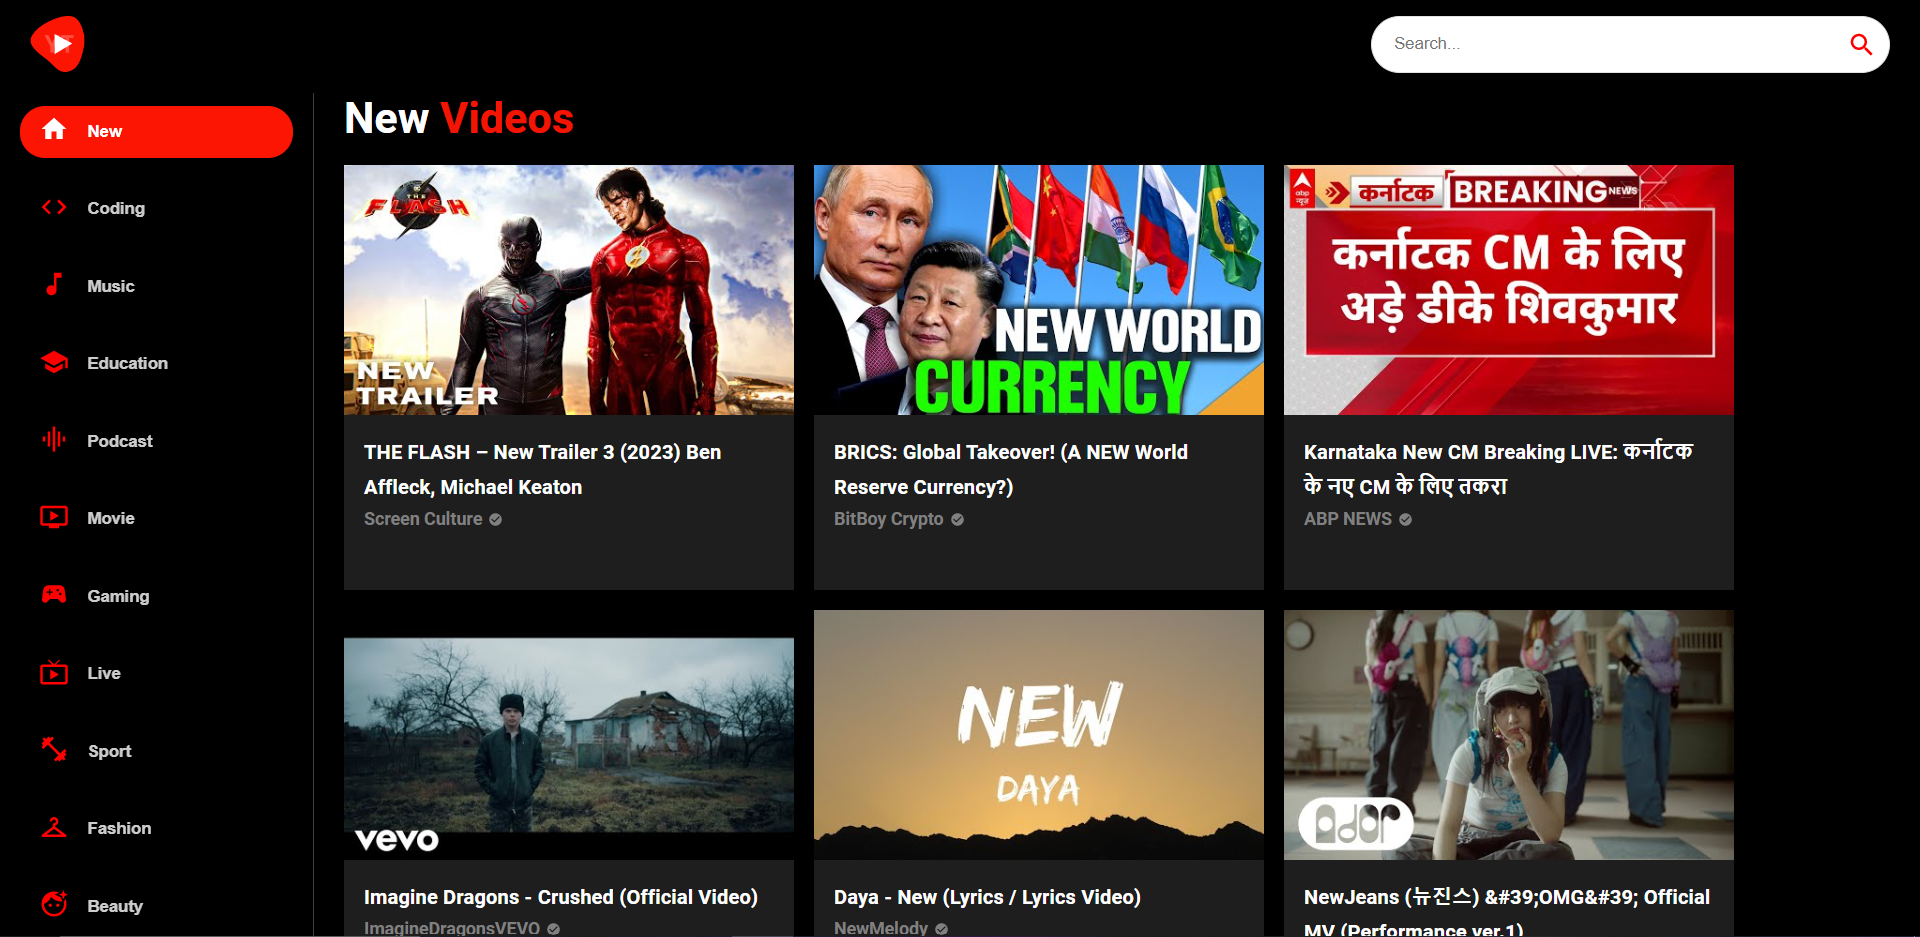 Search...
New
Coding
Music
Education
Podcast
Movie
Gaming
Live
Sport
Fashion
Beauty
New Videos
THE
FLASH
NEW
TRAILER
THE FLASH – New Trailer 3 (2023) Ben
Affleck, Michael Keaton
Screen Culture
NEW WORLD
CURRENCY
BRICS: Global Takeover! (A NEW World
Reserve Currency?)
BitBoy Crypto
abp
न्यूज़
कर्नाटक BREAKING NEWS
कर्नाटक CM के लिए
अड़े डीके शिवकुमार
Karnataka New CM Breaking LIVE: कर्नाटक
के नए CM के लिए तकरा
ABP NEWS
vevo
Imagine Dragons - Crushed (Official Video)
ImagineDragonsVEVO
NEW
DAYA
Daya - New (Lyrics / Lyrics Video)
NewMelody
ador
NewJeans (뉴진스) &#39;OMG&#39; Official
MV (Performance ver.1)